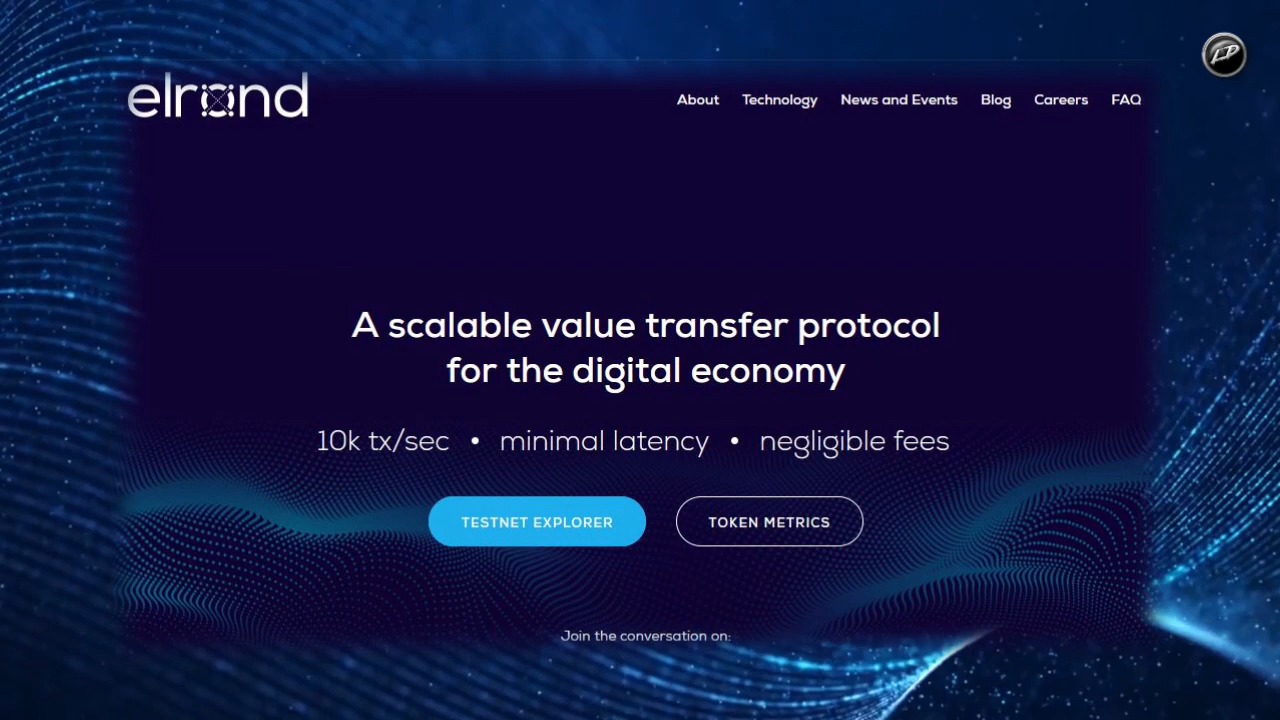 LP
elrond
About Technology News and Events Blog Careers FAQ
A scalable value transfer protocol
for the digital economy
10k tx/sec • minimal latency • negligible fees
TESTNET EXPLORER TOKEN METRICS
Join the conversation on: